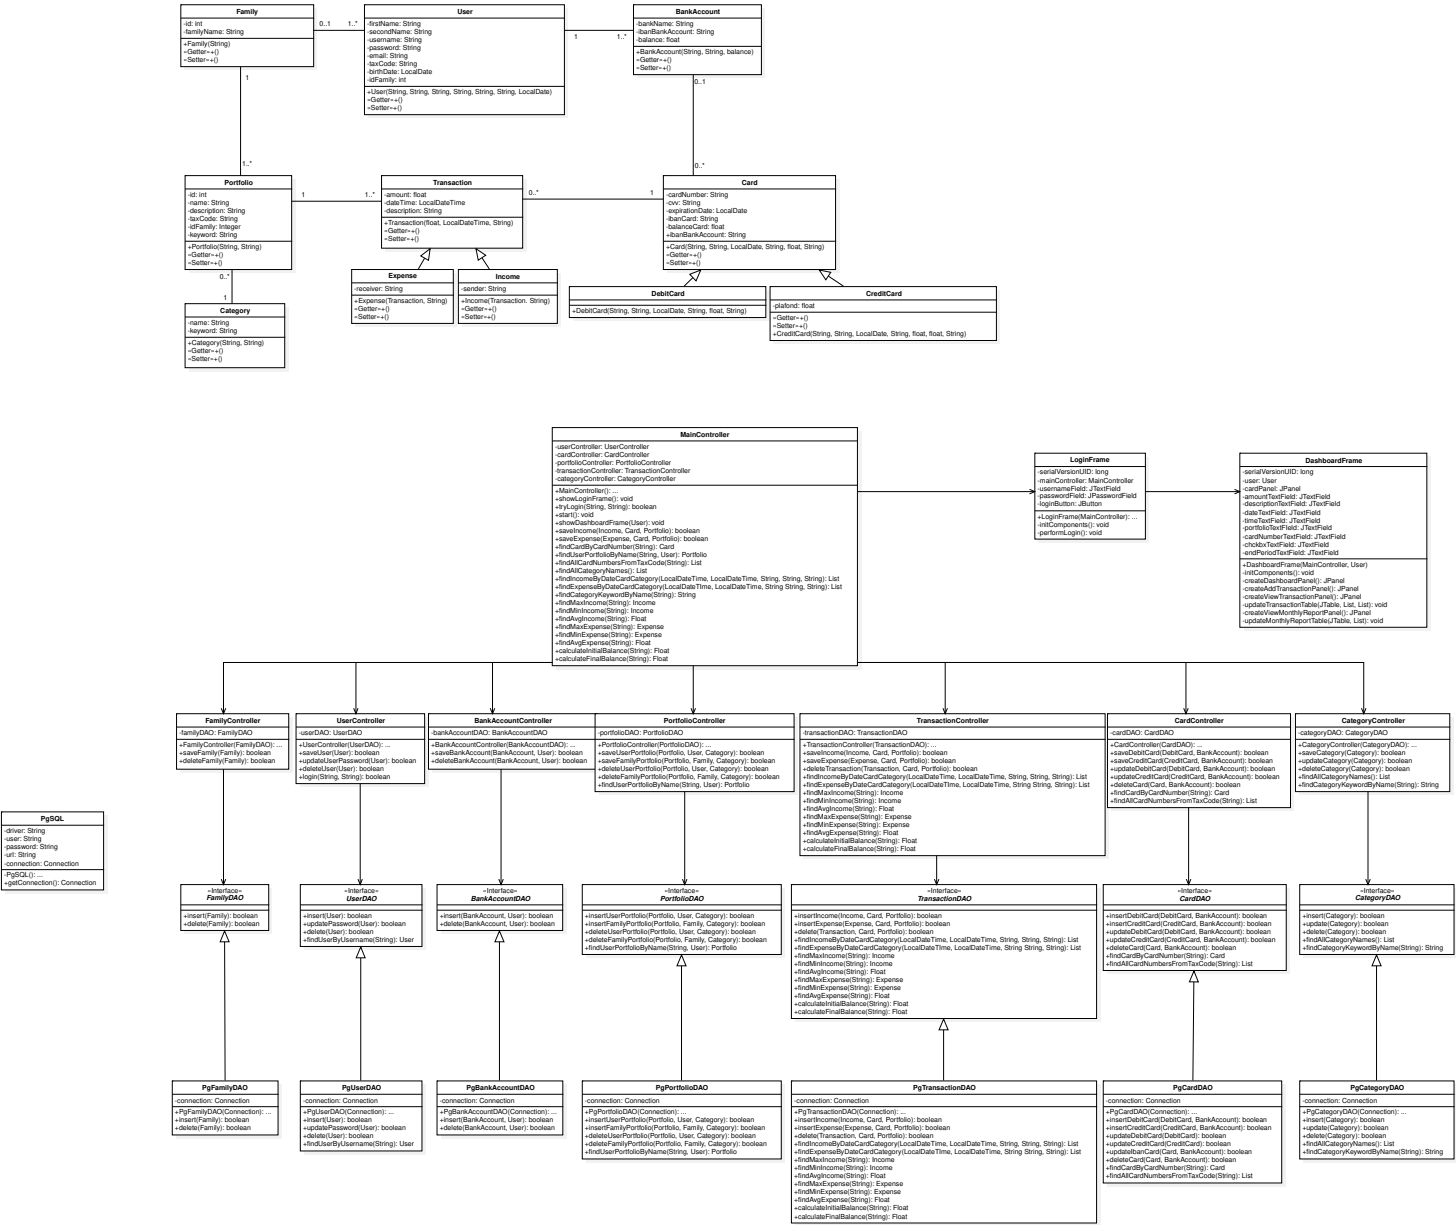 Family
-id: int
-familyName: String
+Family(String)
«Getter»+()
«Setter»+()
0..1
1..*
User
-firstName: String
-secondName: String
-username: String
-password: String
-email: String
-taxCode: String
-birthDate: LocalDate
-idFamily: int
+User(String, String, String, String, String, String, LocalDate)
«Getter»+()
«Setter»+()
1
1..*
BankAccount
-bankName: String
-ibanBankAccount: String
-balance: float
+BankAccount(String, String, balance)
«Getter»+()
«Setter»+()
1
1..*
0..1
0..*
Portfolio
-id: int
-name: String
-description: String
-taxCode: String
-idFamily: Integer
-keyword: String
+Portfolio(String, String)
«Getter»+()
«Setter»+()
1
1..*
Transaction
-amount: float
-dateTime: LocalDateTime
-description: String
+Transaction(float, LocalDateTime, String)
«Getter»+()
«Setter»+()
0..*
1
Card
-cardNumber: String
-cvv: String
-expirationDate: LocalDate
-ibanCard: String
-balanceCard: float
+ibanBankAccount: String
+Card(String, String, LocalDate, String, float, String)
«Getter»+()
«Setter»+()
0..*
1
Category
-name: String
-keyword: String
+Category(String, String)
«Getter»+()
«Setter»+()
Expense
-receiver: String
+Expense(Transaction, String)
«Getter»+()
«Setter»+()
Income
-sender: String
+Income(Transaction. String)
«Getter»+()
«Setter»+()
DebitCard
+DebitCard(String, String, LocalDate, String, float, String)
CreditCard
-plafond: float
«Getter»+()
«Setter»+()
+CreditCard(String, String, LocalDate, String, float, float, String)
MainController
-userController: UserController
-cardController: CardController
-portfolioController: PortfolioController
-transactionController: TransactionController
-categoryController: CategoryController
+MainController(): ...
+showLoginFrame(): void
+tryLogin(String, String): boolean
+start(): void
+showDashboardFrame(User): void
+saveIncome(Income, Card, Portfolio): boolean
+saveExpense(Expense, Card, Portfolio): boolean
+findCardByCardNumber(String): Card
+findUserPortfolioByName(String, User): Portfolio
+findAllCardNumbersFromTaxCode(String): List
+findAllCategoryNames(): List
+findIncomeByDateCardCategory(LocalDateTime, LocalDateTime, String, String, String): List
+findExpenseByDateCardCategory(LocalDateTIme, LocalDateTime, String String, String): List
+findCategoryKeywordByName(String): String
+findMaxIncome(String): Income
+findMinIncome(String): Income
+findAvgIncome(String): Float
+findMaxExpense(String): Expense
+findMinExpense(String): Expense
+findAvgExpense(String): Float
+calculateInitialBalance(String): Float
+calculateFinalBalance(String): Float
LoginFrame
-serialVersionUID: long
-mainController: MainController
-usernameField: JTextField
-passwordField: JPasswordField
-loginButton: JButton
+LoginFrame(MainController): ...
-initComponents(): void
-performLogin(): void
DashboardFrame
-serialVersionUID: long
-user: User
-cardPanel: JPanel
-amountTextField: JTextField
-descriptionTextField: JTextField
-dateTextField: JTextField
-timeTextField: JTextField
-portfolioTextField: JTextField
-cardNumberTextField: JTextField
-chckbxTextField: JTextField
-endPeriodTextField: JTextField
+DashboardFrame(MainController, User)
-initComponents(): void
-createDashboardPanel(): JPanel
-createAddTransactionPanel(): JPanel
-createViewTransactionPanel(): JPanel
-updateTransactionTable(JTable, List, List): void
-createViewMonthlyReportPanel(): JPanel
-updateMonthlyReportTable(JTable, List): void
FamilyController
-familyDAO: FamilyDAO
+FamilyController(FamilyDAO): ...
+saveFamily(Family): boolean
+deleteFamily(Family): boolean
UserController
-userDAO: UserDAO
+UserController(UserDAO): ...
+saveUser(User): boolean
+updateUserPassword(User): boolean
+deleteUser(User): boolean
+login(String, String): boolean
BankAccountController
-bankAccountDAO: BankAccountDAO
+BankAccountController(BankAccountDAO): ...
+saveBankAccount(BankAccount, User): boolean
+deleteBankAccount(BankAccount, User): boolean
PortfolioController
-portfolioDAO: PortfolioDAO
+PortfolioController(PortfolioDAO): ...
+saveUserPortfolio(Portfolio, User, Category): boolean
+saveFamilyPortfolio(Portfolio, Family, Category): boolean
+deleteUserPortfolio(Portfolio, User, Category): boolean
+deleteFamilyPortfolio(Portfolio, Family, Category): boolean
+findUserPortfolioByName(String, User): Portfolio
TransactionController
-transactionDAO: TransactionDAO
+TransactionController(TransactionDAO): ...
+saveIncome(Income, Card, Portfolio): boolean
+saveExpense(Expense, Card, Portfolio): boolean
+deleteTransaction(Transaction, Card, Portfolio): boolean
+findIncomeByDateCardCategory(LocalDateTime, LocalDateTime, String, String, String): List
+findExpenseByDateCardCategory(LocalDateTime, LocalDateTime, String String, String): List
+findMaxIncome(String): Income
+findMinIncome(String): Income
+findAvgIncome(String): Float
+findMaxExpense(String): Expense
+findMinExpense(String): Expense
+findAvgExpense(String): Float
+calculateInitialBalance(String): Float
+calculateFinalBalance(String): Float
CardController
-cardDAO: CardDAO
+CardController(CardDAO): ...
+saveDebitCard(DebitCard, BankAccount): boolean
+saveCreditCard(CreditCard, BankAccount): boolean
+updateDebitCard(DebitCard, BankAccount): boolean
+updateCreditCard(CreditCard, BankAccount): boolean
+deleteCard(Card, BankAccount): boolean
+findCardByCardNumber(String): Card
+findAllCardNumbersFromTaxCode(String): List
CategoryController
-categoryDAO: CategoryDAO
+CategoryController(CategoryDAO): ...
+saveCategory(Category): boolean
+updateCategory(Category): boolean
+deleteCategory(Category): boolean
+findAllCategoryNames(): List
+findCategoryKeywordByName(String): String
PgSQL
-driver: String
-user: String
-password: String
-url: String
-connection: Connection
-PgSQL(): ...
+getConnection(): Connection
«Interface»
FamilyDAO
+insert(Family): boolean
+delete(Family): boolean
«Interface»
UserDAO
+insert(User): boolean
+updatePassword(User): boolean
+delete(User): boolean
+findUserByUsername(String): User
«Interface»
BankAccountDAO
+insert(BankAccount, User): boolean
+delete(BankAccount, User): boolean
«Interface»
PortfolioDAO
+insertUserPortfolio(Portfolio, User, Category): boolean
+insertFamilyPortfolio(Portfolio, Family, Category): boolean
+deleteUserPortfolio(Portfolio, User, Category): boolean
+deleteFamilyPortfolio(Portfolio, Family, Category): boolean
+findUserPortfolioByName(String, User): Portfolio
«Interface»
TransactionDAO
+insertIncome(Income, Card, Portfolio): boolean
+insertExpense(Expense, Card, Portfolio): boolean
+delete(Transaction, Card, Portfolio): boolean
+findIncomeByDateCardCategory(LocalDateTime, LocalDateTime, String, String, String): List
+findExpenseByDateCardCategory(LocalDateTime, LocalDateTime, String String, String): List
+findMaxIncome(String): Income
+findMinIncome(String): Income
+findAvgIncome(String): Float
+findMaxExpense(String): Expense
+findMinExpense(String): Expense
+findAvgExpense(String): Float
+calculateInitialBalance(String): Float
+calculateFinalBalance(String): Float
«Interface»
CardDAO
+insertDebitCard(DebitCard, BankAccount): boolean
+insertCreditCard(CreditCard, BankAccount): boolean
+updateDebitCard(DebitCard, BankAccount): boolean
+updateCreditCard(CreditCard, BankAccount): boolean
+deleteCard(Card, BankAccount): boolean
+findCardByCardNumber(String): Card
+findAllCardNumbersFromTaxCode(String): List
«Interface»
CategoryDAO
+insert(Category): boolean
+update(Category): boolean
+delete(Category): boolean
+findAllCategoryNames(): List
+findCategoryKeywordByName(String): String
PgFamilyDAO
-connection: Connection
+PgFamilyDAO(Connection): ...
+insert(Family): boolean
+delete(Family): boolean
PgUserDAO
-connection: Connection
+PgUserDAO(Connection): ...
+insert(User): boolean
+updatePassword(User): boolean
+delete(User): boolean
+findUserByUsername(String): User
PgBankAccountDAO
-connection: Connection
+PgBankAccountDAO(Connection): ...
+insert(BankAccount, User): boolean
+delete(BankAccount, User): boolean
PgPortfolioDAO
-connection: Connection
+PgPortfolioDAO(Connection): ...
+insertUserPortfolio(Portfolio, User, Category): boolean
+insertFamilyPortfolio(Portfolio, Family, Category): boolean
+deleteUserPortfolio(Portfolio, User, Category): boolean
+deleteFamilyPortfolio(Portfolio, Family, Category): boolean
+findUserPortfolioByName(String, User): Portfolio
PgTransactionDAO
-connection: Connection
+PgTransactionDAO(Connection): ...
+insertIncome(Income, Card, Portfolio): boolean
+insertExpense(Expense, Card, Portfolio): boolean
+delete(Transaction, Card, Portfolio): boolean
+findIncomeByDateCardCategory(LocalDateTime, LocalDateTime, String, String, String): List
+findExpenseByDateCardCategory(LocalDateTime, LocalDateTime, String String, String): List
+findMaxIncome(String): Income
+findMinIncome(String): Income
+findAvgIncome(String): Float
+findMaxExpense(String): Expense
+findMinExpense(String): Expense
+findAvgExpense(String): Float
+calculateInitialBalance(String): Float
+calculateFinalBalance(String): Float
PgCardDAO
-connection: Connection
+PgCardDAO(Connection): ...
+insertDebitCard(DebitCard, BankAccount): boolean
+insertCreditCard(CreditCard, BankAccount): boolean
+updateDebitCard(DebitCard): boolean
+updateCreditCard(CreditCard): boolean
+updateIbanCard(Card, BankAccount): boolean
+deleteCard(Card, BankAccount): boolean
+findCardByCardNumber(String): Card
+findAllCardNumbersFromTaxCode(String): List
PgCategoryDAO
-connection: Connection
+PgCategoryDAO(Connection): ...
+insert(Category): boolean
+update(Category): boolean
+delete(Category): boolean
+findAllCategoryNames(): List
+findCategoryKeywordByName(String): String